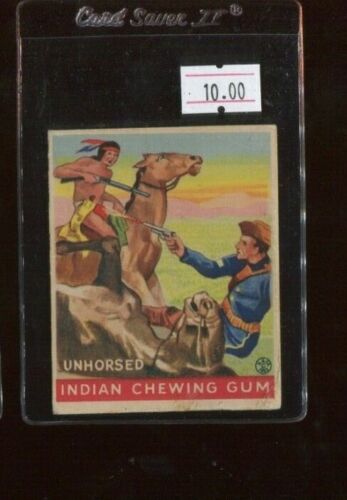 Card Saver II®
10.00
UNHORSED
INDIAN CHEWING GUM